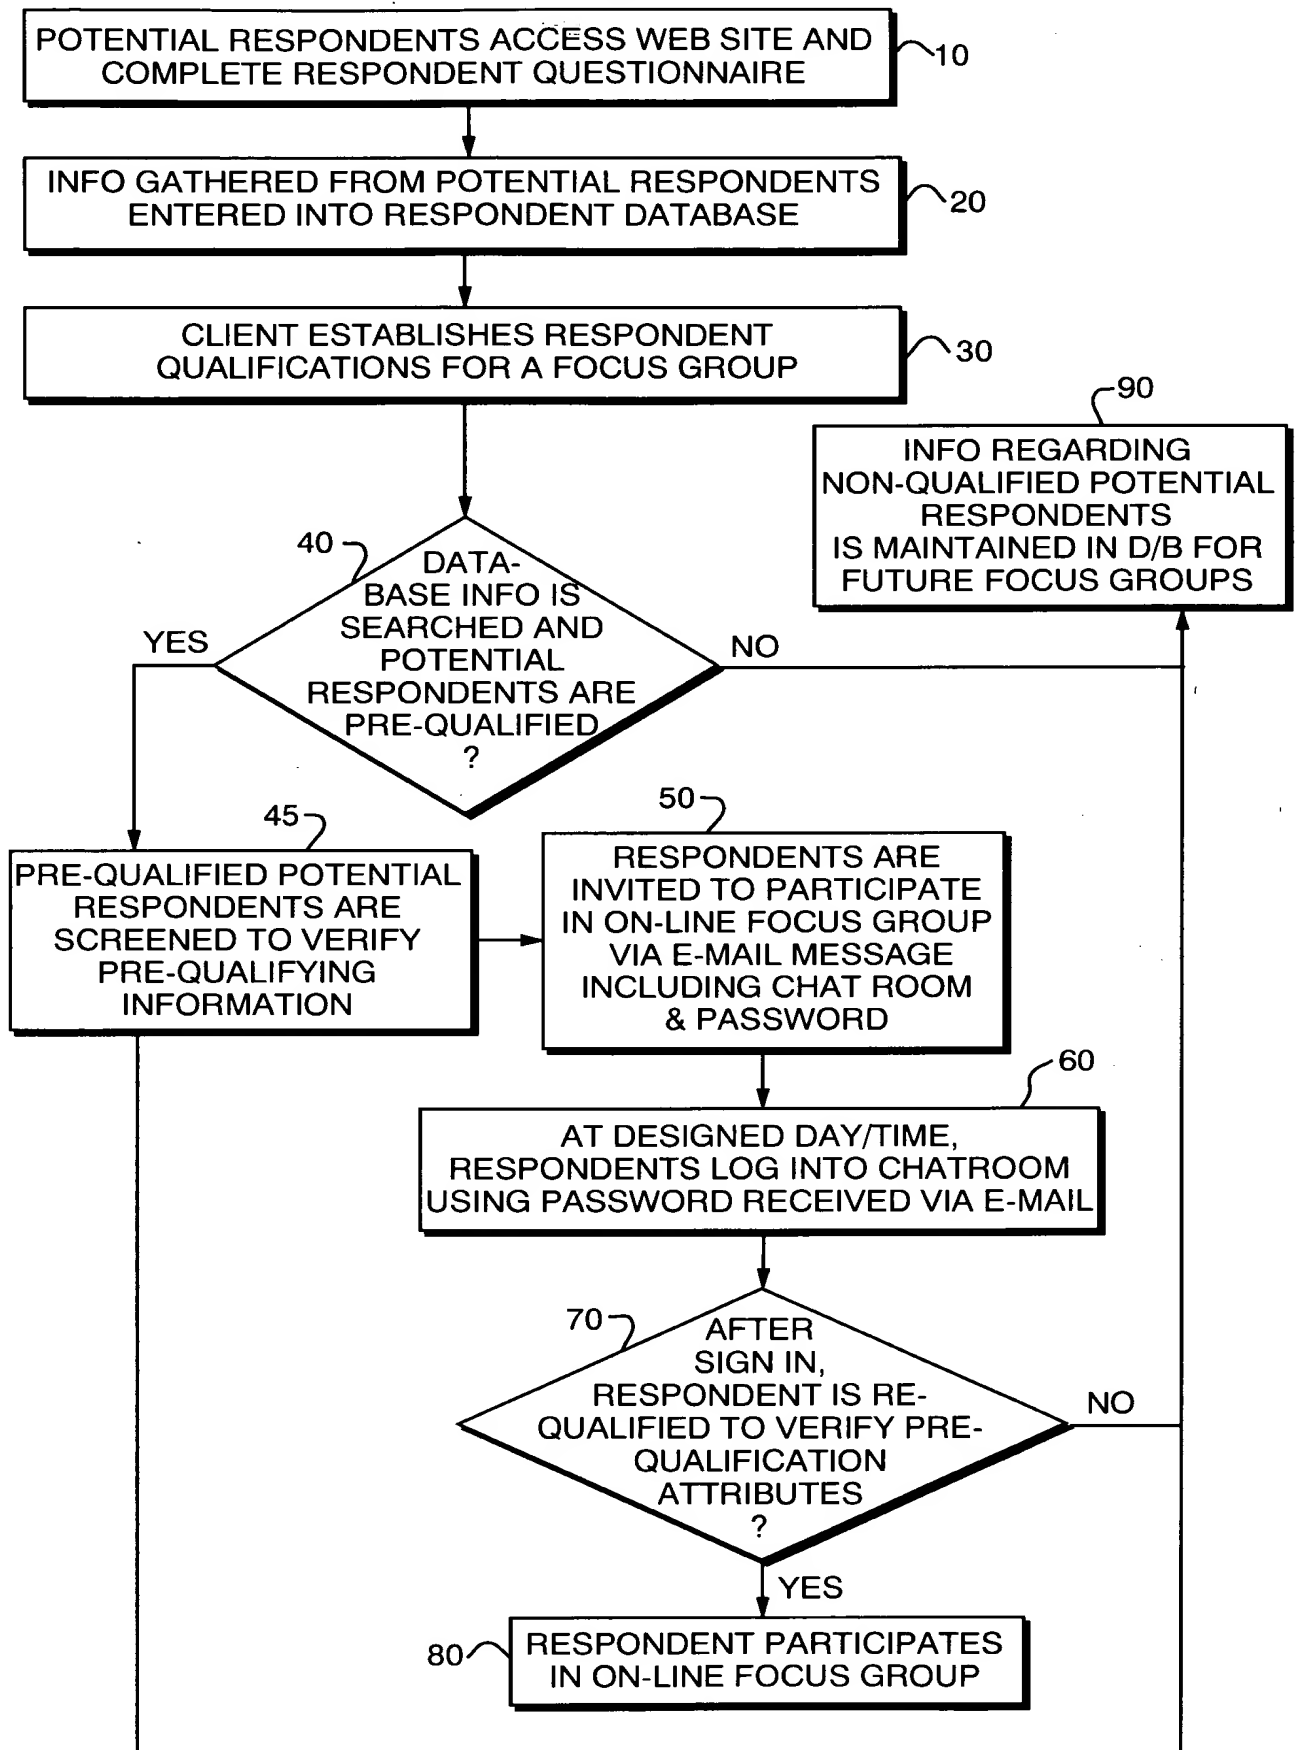 POTENTIAL RESPONDENTS ACCESS WEB SITE AND
COMPLETE RESPONDENT QUESTIONNAIRE
10
INFO GATHERED FROM POTENTIAL RESPONDENTS
ENTERED INTO RESPONDENT DATABASE
20
CLIENT ESTABLISHES RESPONDENT
QUALIFICATIONS FOR A FOCUS GROUP
30
90
INFO REGARDING
NON-QUALIFIED POTENTIAL
RESPONDENTS
IS MAINTAINED IN D/B FOR
FUTURE FOCUS GROUPS
40
DATA-
BASE INFO IS
SEARCHED AND
POTENTIAL
RESPONDENTS ARE
PRE-QUALIFIED
?
YES
NO
45
PRE-QUALIFIED POTENTIAL
RESPONDENTS ARE
SCREENED TO VERIFY
PRE-QUALIFYING
INFORMATION
50
RESPONDENTS ARE
INVITED TO PARTICIPATE
IN ON-LINE FOCUS GROUP
VIA E-MAIL MESSAGE
INCLUDING CHAT ROOM
& PASSWORD
60
AT DESIGNED DAY/TIME,
RESPONDENTS LOG INTO CHATROOM
USING PASSWORD RECEIVED VIA E-MAIL
70
AFTER
SIGN IN,
RESPONDENT IS RE-
QUALIFIED TO VERIFY PRE-
QUALIFICATION
ATTRIBUTES
?
NO
YES
80
RESPONDENT PARTICIPATES
IN ON-LINE FOCUS GROUP